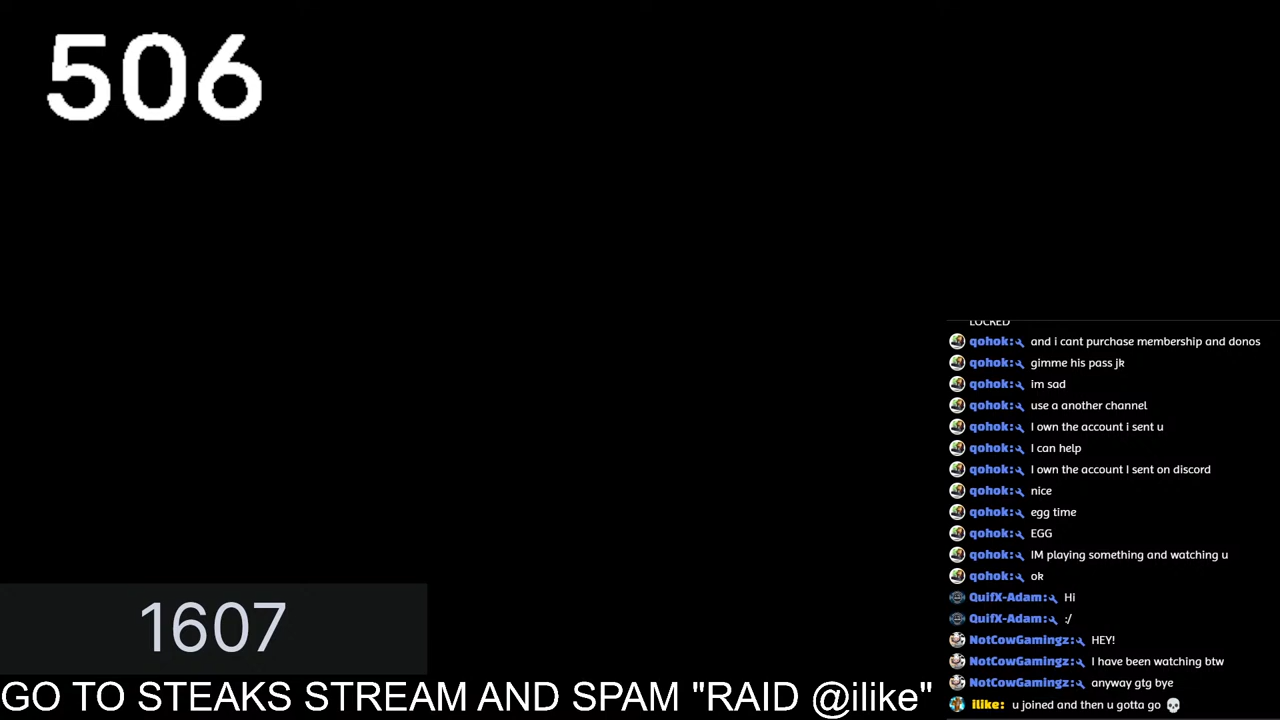 506
LOCKED
qohok: and i cant purchase membership and donos
qohok: gimme his pass jk
qohok: im sad
qohok: use a another channel
qohok: I own the account i sent u
qohok: I can help
qohok: I own the account I sent on discord
qohok: nice
qohok: egg time
qohok: EGG
qohok: IM playing something and watching u
qohok: ok
QuifX-Adam: Hi
QuifX-Adam: :/
NotCowGamingz: HEY!
NotCowGamingz: I have been watching btw
NotCowGamingz: anyway gtg bye
ilike: u joined and then u gotta go 💀
1607
GO TO STEAKS STREAM AND SPAM "RAID @ilike"